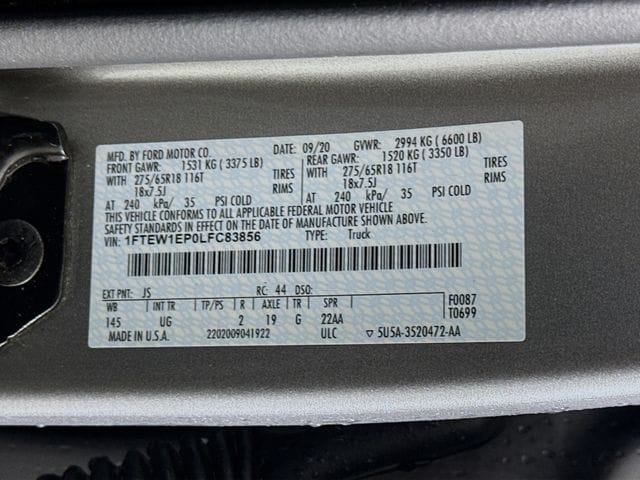 MFD. BY FORD MOTOR CO. DATE: 09/20 GVWR: 2994 KG ( 6600 LB)
FRONT GAWR: 1531 KG ( 3375 LB) REAR GAWR: 1520 KG ( 3350 LB)
WITH 275/65R18 116T TIRES WITH 275/65R18 116T TIRES
18x7.5J RIMS 18x7.5J RIMS
AT 240 kPa/ 35 PSI COLD AT 240 kPa/ 35 PSI COLD
THIS VEHICLE CONFORMS TO ALL APPLICABLE FEDERAL MOTOR VEHICLE
SAFETY STANDARDS IN EFFECT ON THE DATE OF MANUFACTURE SHOWN ABOVE.
VIN: 1FTEW1EP0LFC83856 TYPE: Truck
EXT PNT: JS RC: 44 DSO: F0087
WB INT TR TP/PS R AXLE TR SPR T0699
145 UG 2 19 G 22AA
MADE IN U.S.A. 2202009041922 ULC ▽ 5U5A-3520472-AA